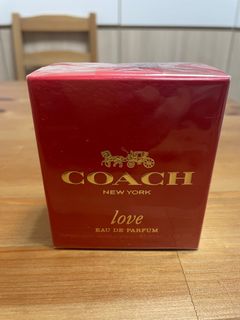 COACH
NEW YORK
love
EAU DE PARFUM